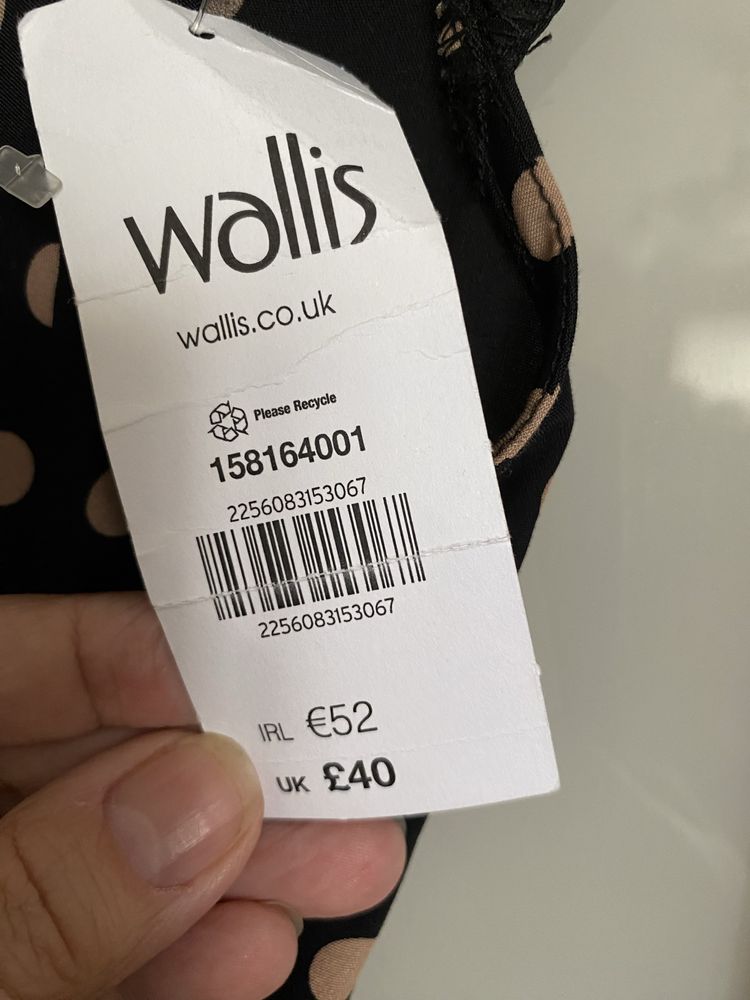 wallis
wallis.co.uk
Please Recycle
158164001
2256083153067
2256083153067
IRL €52
UK £40